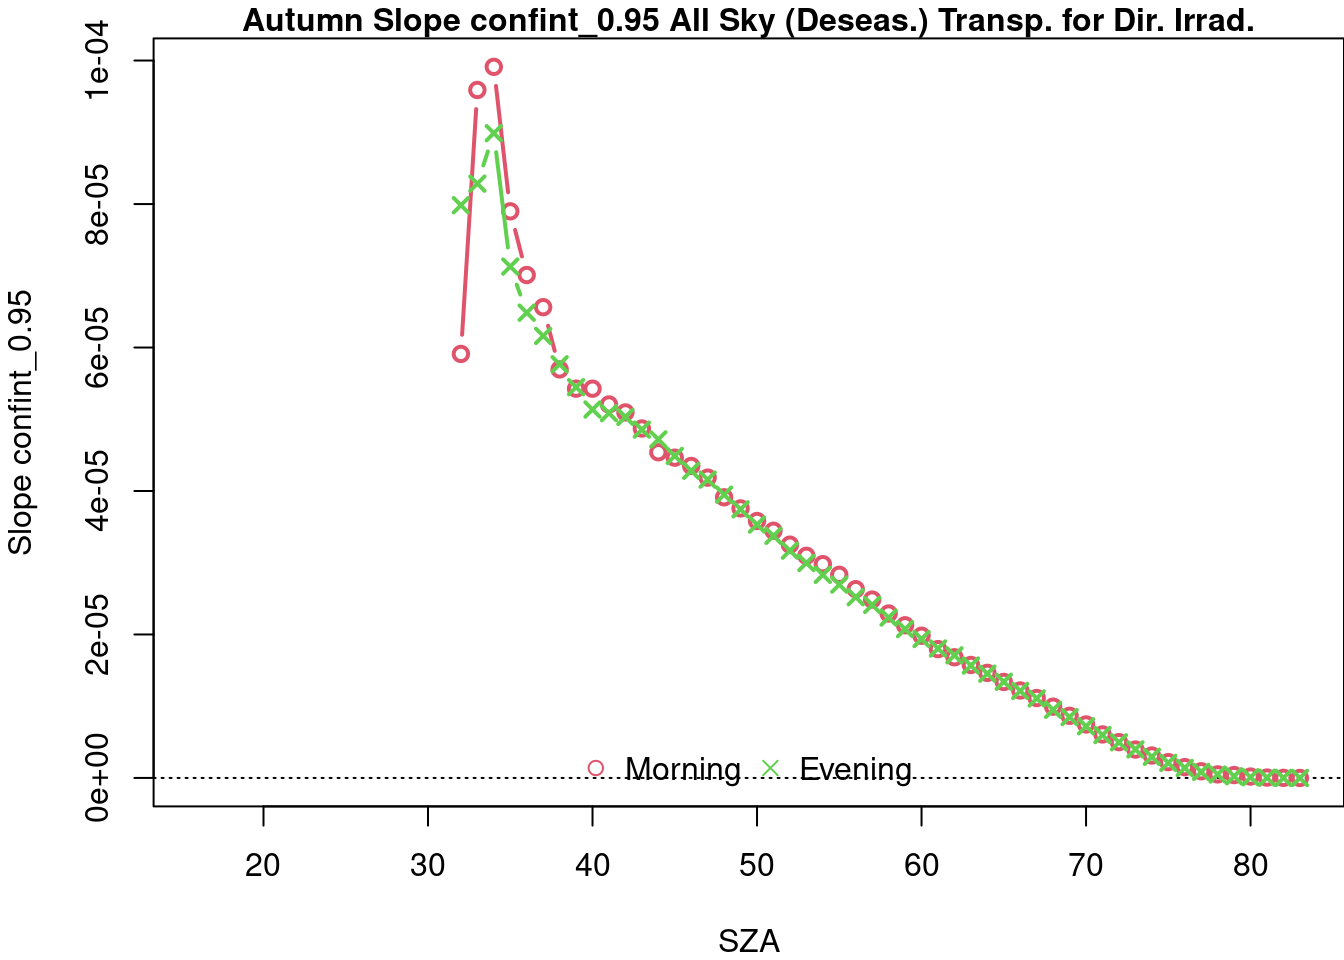 Autumn Slope confint_0.95 All Sky (Deseas.) Transp. for Dir. Irrad.
Slope confint_0.95
1e-04
8e-05
6e-05
4e-05
2e-05
0e+00
Morning Evening
20 30 40 50 60 70 80
SZA